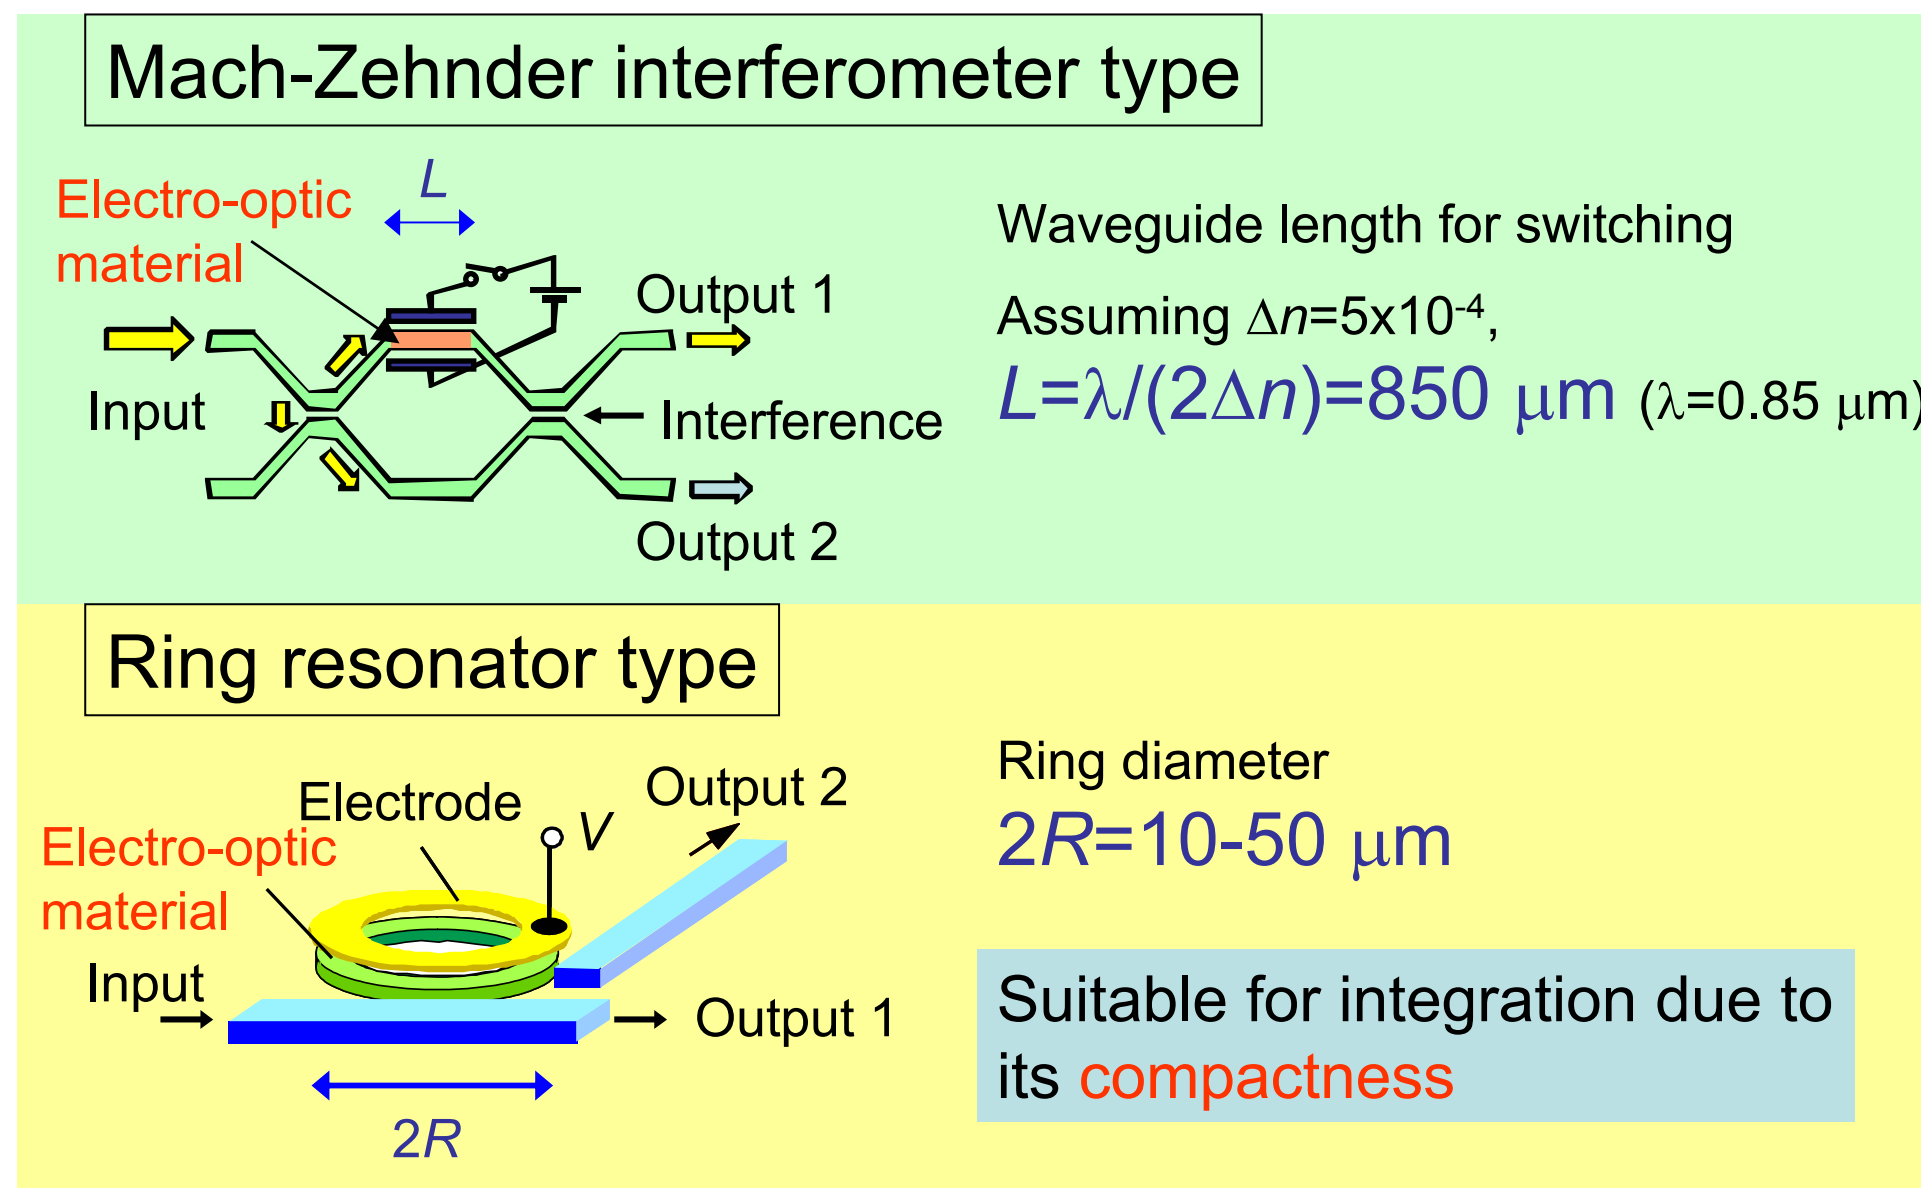 Mach-Zehnder interferometer type
L
Electro-optic
material
Output 1
Input
Interference
Output 2
Waveguide length for switching
Assuming Δn=5x10⁻⁴,
L=λ/(2Δn)=850 μm (λ=0.85 μm)
Ring resonator type
Electrode
Output 2
V
Electro-optic
material
Input
Output 1
2R
Ring diameter
2R=10-50 μm
Suitable for integration due to
its compactness